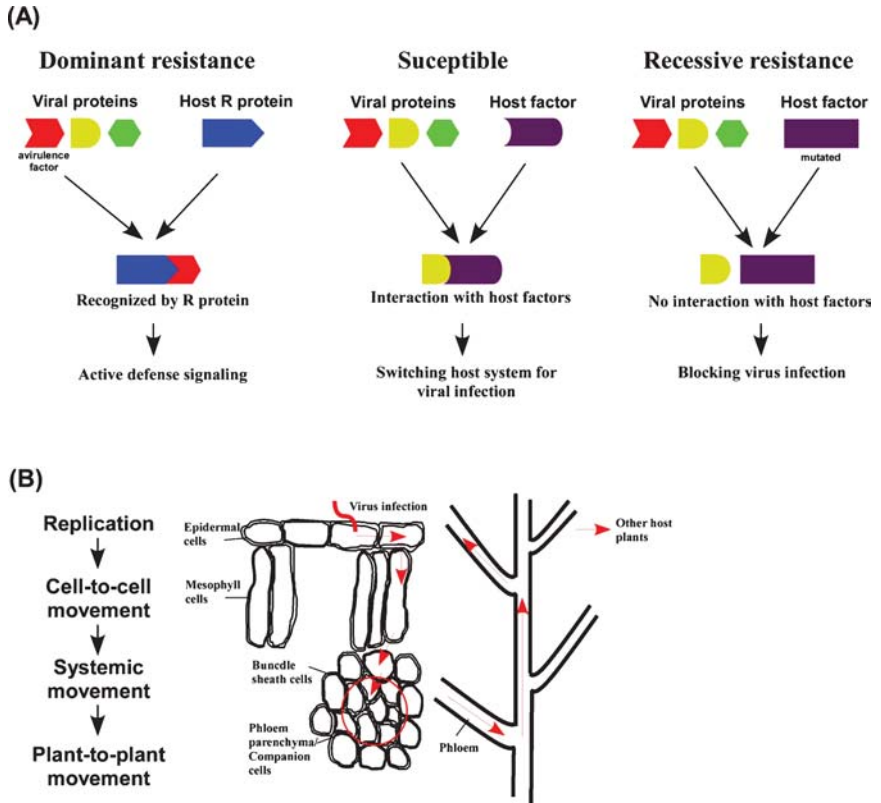 (A)
Dominant resistance
Viral proteins Host R protein
avirulence
factor
Recognized by R protein
Active defense signaling
Suceptible
Viral proteins Host factor
Interaction with host factors
Switching host system for
viral infection
Recessive resistance
Viral proteins Host factor
mutated
No interaction with host factors
Blocking virus infection
(B)
Replication
Cell-to-cell
movement
Systemic
movement
Plant-to-plant
movement
Virus infection
Epidermal
cells
Mesophyll
cells
Buncdle
sheath cells
Phloem
parenchyma/
Companion
cells
Phloem
Other host
plants